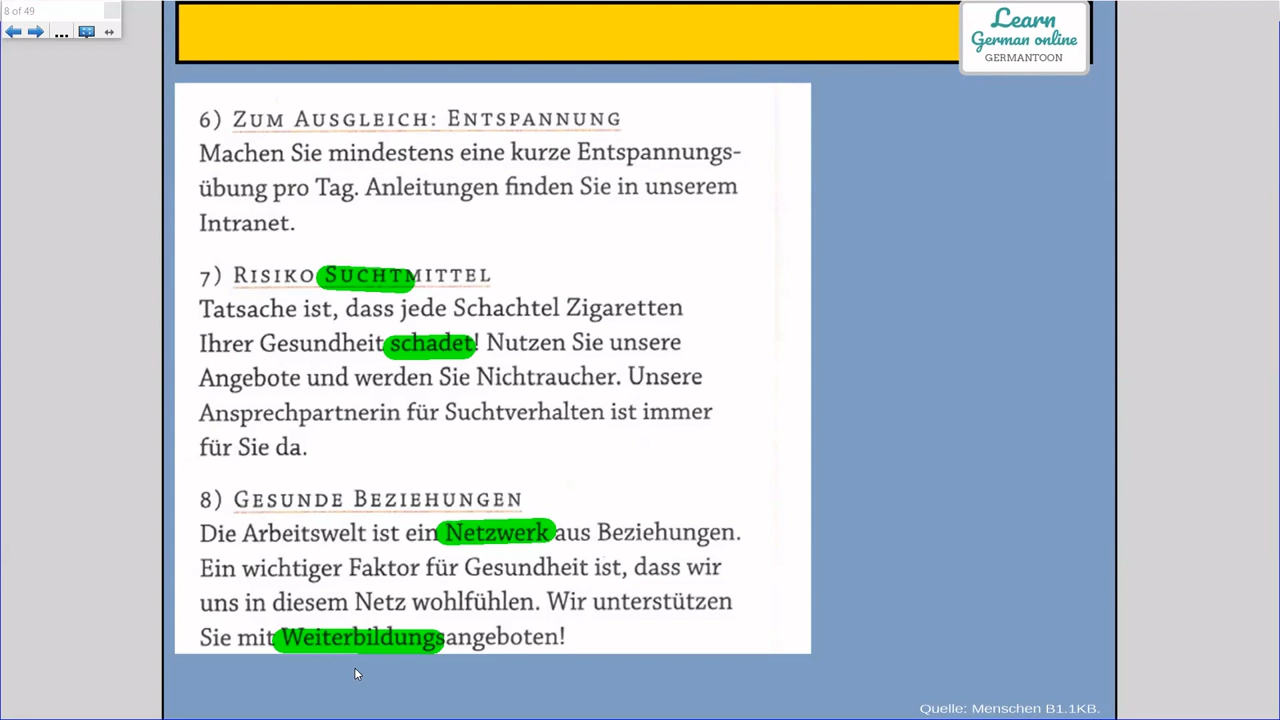 8 of 49
Learn
German online
GERMANTOON
6) ZUM AUSGLEICH: ENTSPANNUNG
Machen Sie mindestens eine kurze Entspannungs-
übung pro Tag. Anleitungen finden Sie in unserem
Intranet.
7) RISIKO SUCHTMITTEL
Tatsache ist, dass jede Schachtel Zigaretten
Ihrer Gesundheit schadet! Nutzen Sie unsere
Angebote und werden Sie Nichtraucher. Unsere
Ansprechpartnerin für Suchtverhalten ist immer
für Sie da.
8) GESUNDE BEZIEHUNGEN
Die Arbeitswelt ist ein Netzwerk aus Beziehungen.
Ein wichtiger Faktor für Gesundheit ist, dass wir
uns in diesem Netz wohlfühlen. Wir unterstützen
Sie mit Weiterbildungsangeboten!
Quelle: Menschen B1.1KB.